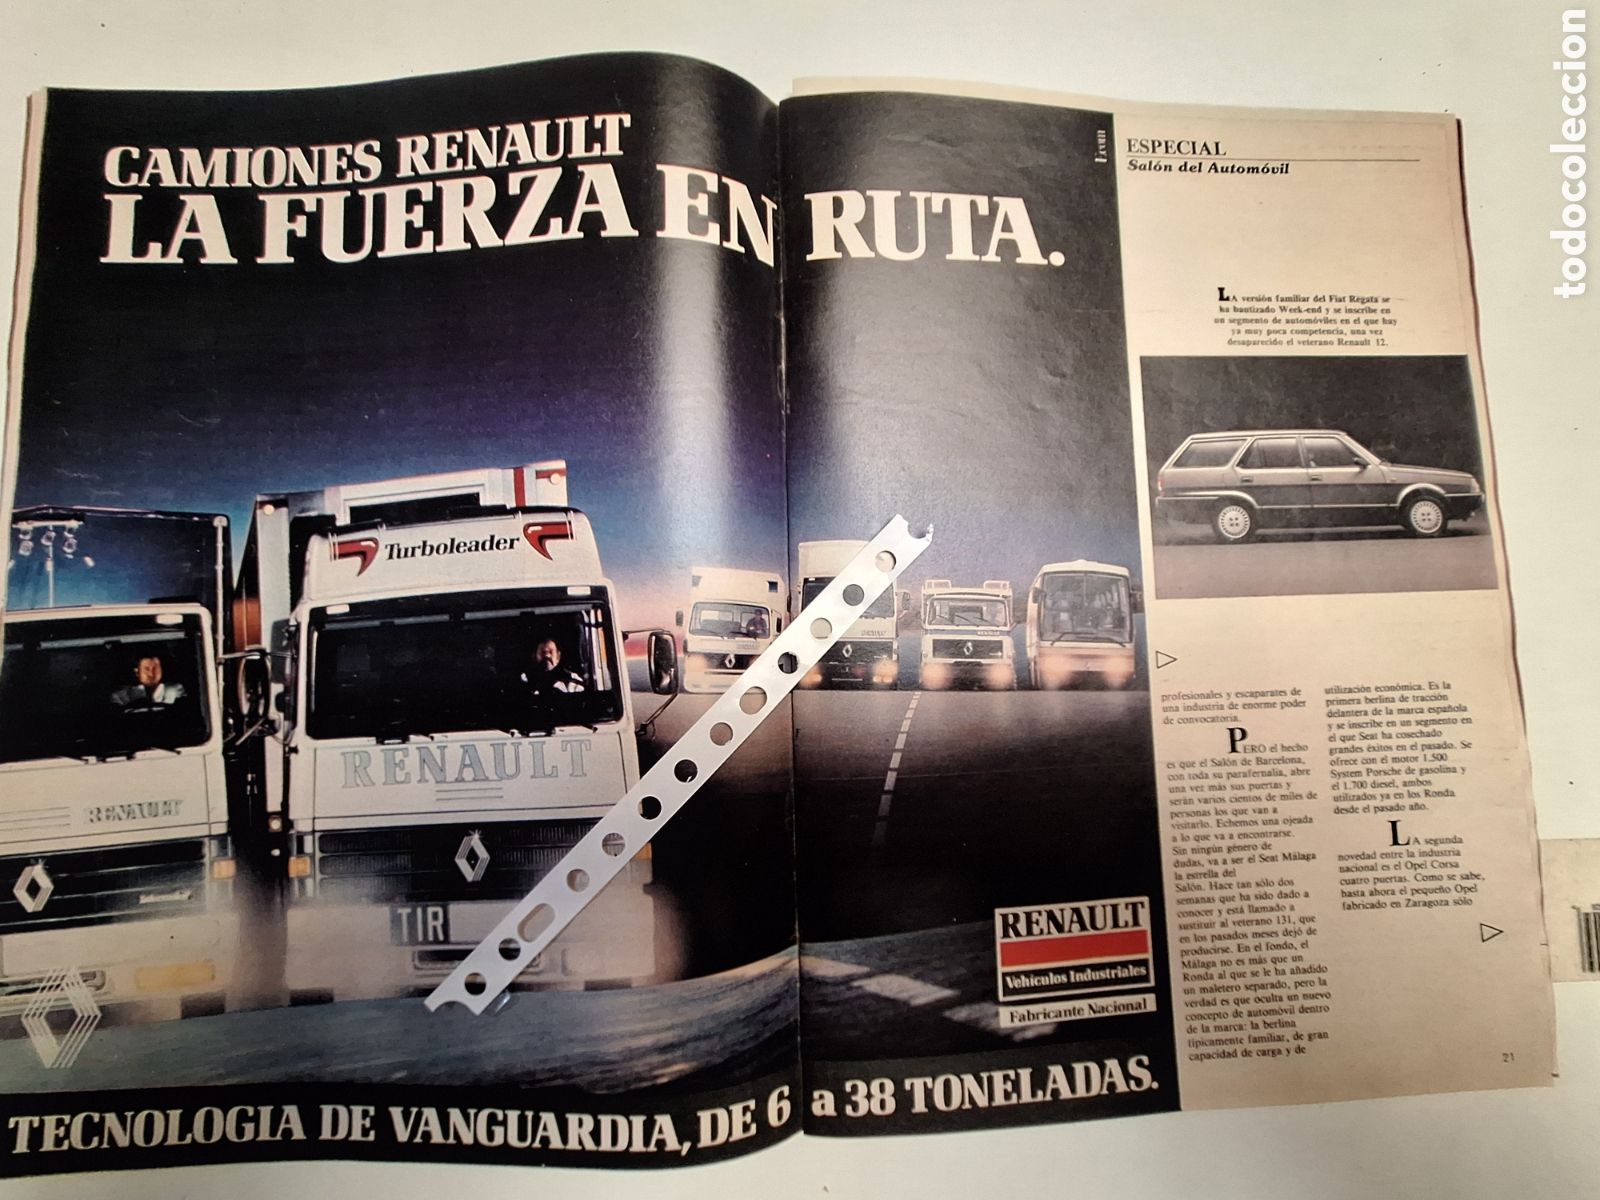 CAMIONES RENAULT
LA FUERZA EN RUTA.
Turboleader
RENAULT
RENAULT
TIR
RENAULT
RENAULT
Vehículos Industriales
Fabricante Nacional
TECNOLOGIA DE VANGUARDIA, DE 6 a 38 TONELADAS.
Ecom
ESPECIAL
Salón del Automóvil
LA versión familiar del Fiat Regata se
ha bautizado Week-end y se inscribe en
un segmento de automóviles en el que hay
ya muy poca competencia, una vez
desaparecido el veterano Renault 12.
profesionales y escaparates de
una industria de enorme poder
de convocatoria.
PERO el hecho
es que el Salón de Barcelona,
con toda su parafernalia, abre
una vez más sus puertas y
serán varios cientos de miles de
personas los que van a
visitarlo. Echemos una ojeada
a lo que va a encontrarse.
Sin ningún género de
dudas, va a ser el Seat Málaga
la estrella del
Salón. Hace tan sólo dos
semanas que ha sido dado a
conocer y está llamado a
sustituir al veterano 131, que
en los pasados meses dejó de
producirse. En el fondo, el
Málaga no es más que un
Ronda al que se le ha añadido
un maletero separado, pero la
verdad es que oculta un nuevo
concepto de automóvil dentro
de la marca: la berlina
típicamente familiar, de gran
capacidad de carga y de
utilización económica. Es la
primera berlina de tracción
delantera de la marca española
y se inscribe en un segmento en
el que Seat ha cosechado
grandes éxitos en el pasado. Se
ofrece con el motor 1.500
System Porsche de gasolina y
el 1.700 diesel, ambos
utilizados ya en los Ronda
desde el pasado año.
LA segunda
novedad entre la industria
nacional es el Opel Corsa
cuatro puertas. Como se sabe,
hasta ahora el pequeño Opel
fabricado en Zaragoza sólo
21
todocoleccion